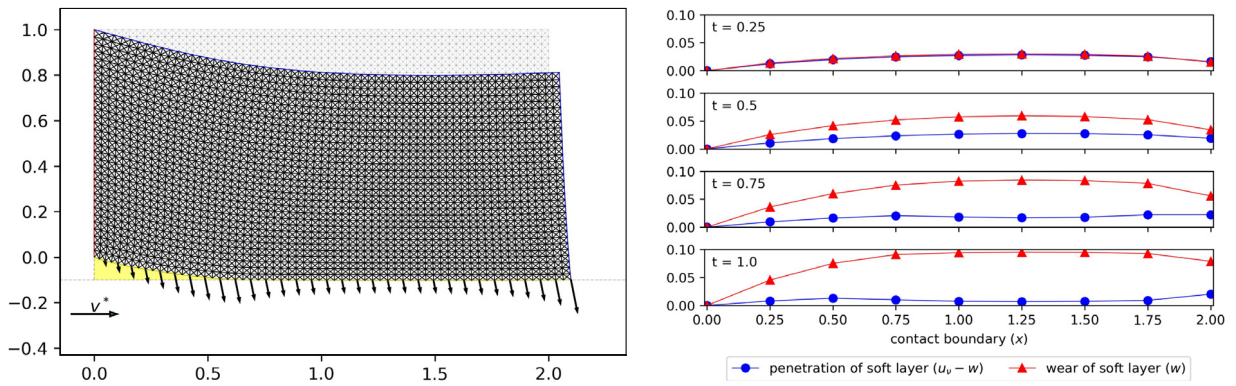 1.0
0.8
0.6
0.4
0.2
0.0
−0.2
−0.4
v*
0.0 0.5 1.0 1.5 2.0
0.10
0.05
0.00
t = 0.25
0.10
0.05
0.00
t = 0.5
0.10
0.05
0.00
t = 0.75
0.10
0.05
0.00
t = 1.0
0.00 0.25 0.50 0.75 1.00 1.25 1.50 1.75 2.00
contact boundary (x)
penetration of soft layer (uᵥ − w) wear of soft layer (w)